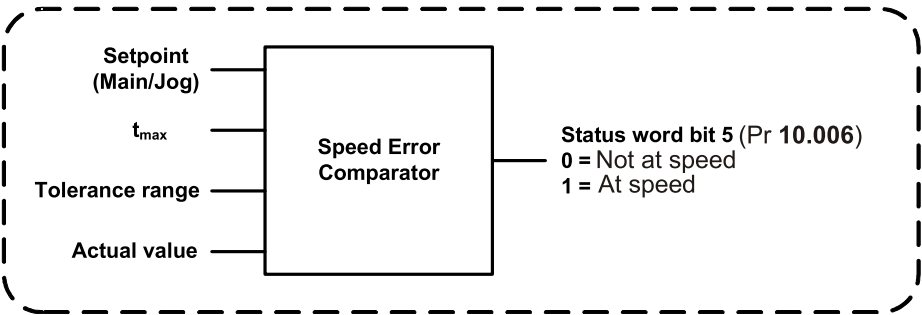 Setpoint
(Main/Jog)
tmax
Tolerance range
Actual value
Speed Error
Comparator
Status word bit 5 (Pr 10.006)
0 = Not at speed
1 = At speed